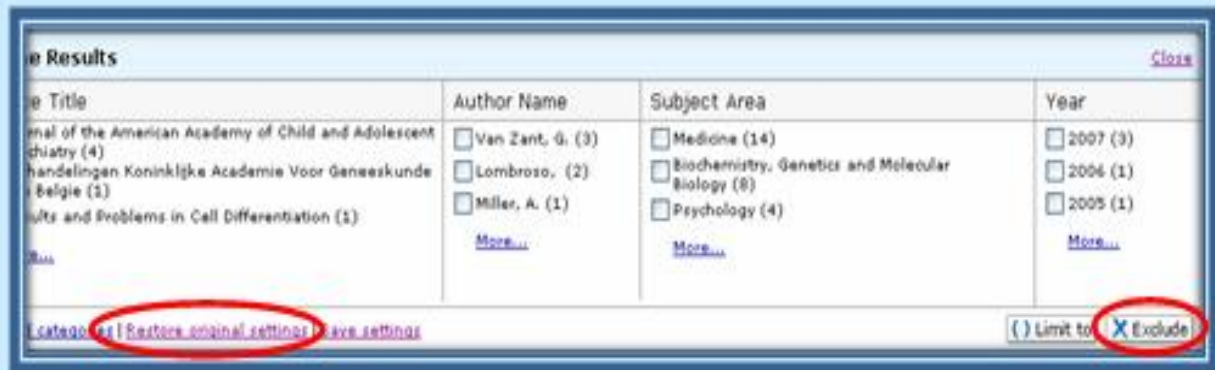 e Results
Close
e Title
Author Name
Subject Area
Year
rnal of the American Academy of Child and Adolescent
chiatry (4)
handelingen Koninklijke Academie Voor Geneeskunde
Belgie (1)
ults and Problems in Cell Differentiation (1)
Van Zant, G. (3)
Lombroso, (2)
Miller, A. (1)
More...
Medicine (14)
Biochemistry, Genetics and Molecular
Biology (8)
Psychology (4)
More...
2007 (3)
2006 (1)
2005 (1)
More...
categories | Restore original settings | Save settings
() Limit to
X Exclude